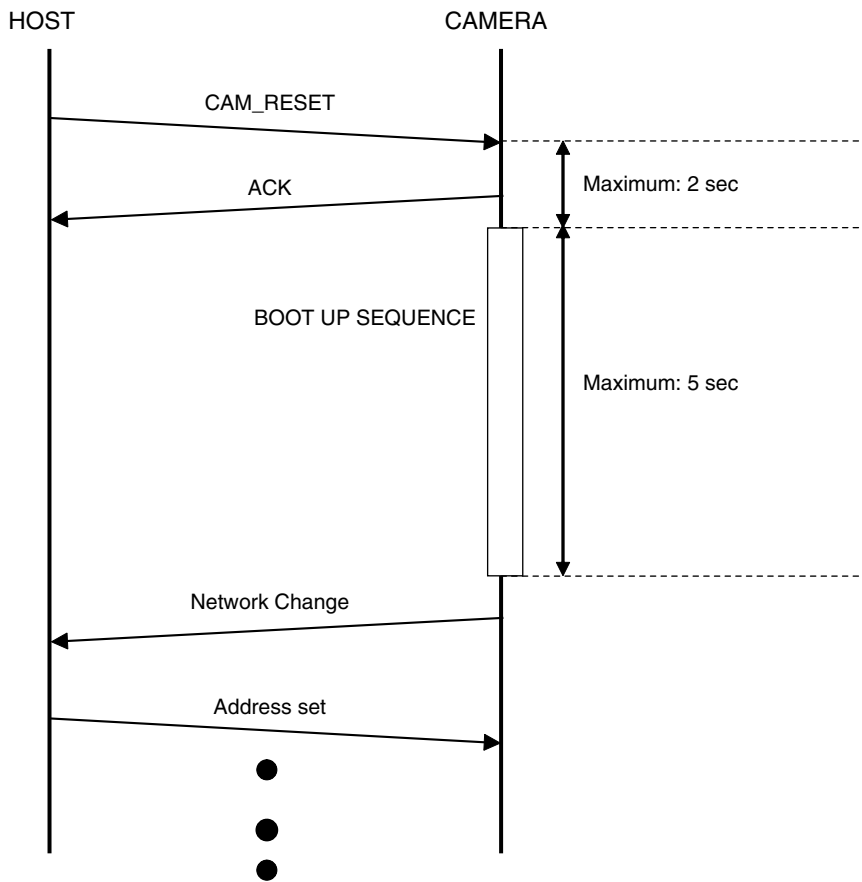 HOST
CAMERA
CAM_RESET
Maximum: 2 sec
ACK
BOOT UP SEQUENCE
Maximum: 5 sec
Network Change
Address set